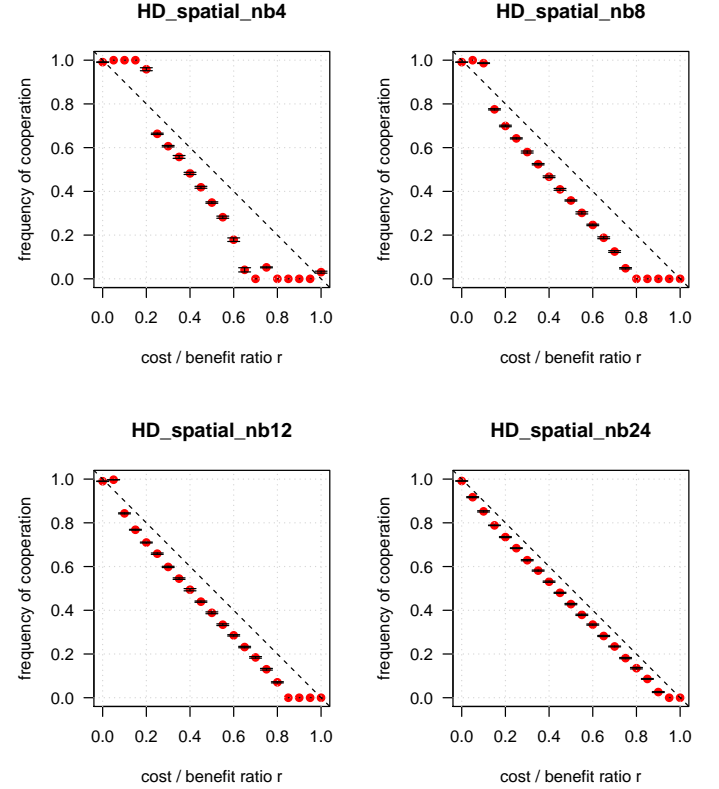 HD_spatial_nb4
frequency of cooperation
1.0
0.8
0.6
0.4
0.2
0.0
0.0 0.2 0.4 0.6 0.8 1.0
cost / benefit ratio r
HD_spatial_nb8
frequency of cooperation
1.0
0.8
0.6
0.4
0.2
0.0
0.0 0.2 0.4 0.6 0.8 1.0
cost / benefit ratio r
HD_spatial_nb12
frequency of cooperation
1.0
0.8
0.6
0.4
0.2
0.0
0.0 0.2 0.4 0.6 0.8 1.0
cost / benefit ratio r
HD_spatial_nb24
frequency of cooperation
1.0
0.8
0.6
0.4
0.2
0.0
0.0 0.2 0.4 0.6 0.8 1.0
cost / benefit ratio r